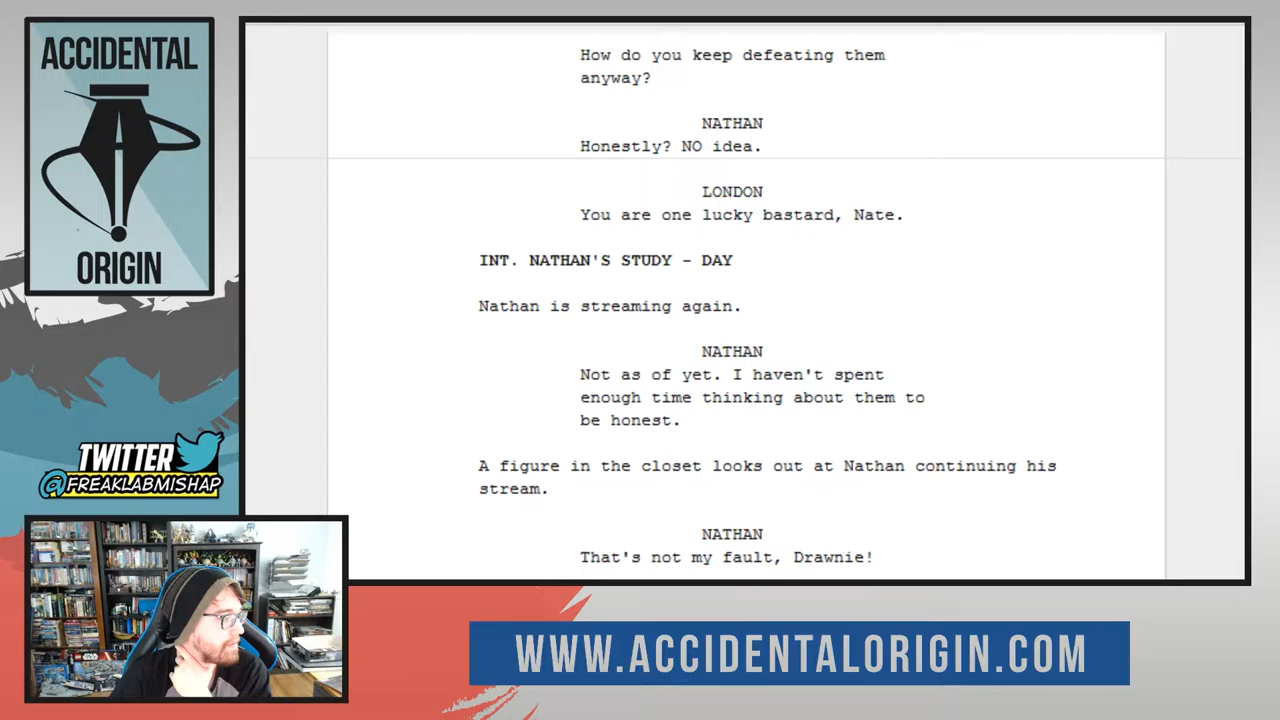 ACCIDENTAL
ORIGIN
TWITTER
@FREAKLABMISHAP
How do you keep defeating them
anyway?
NATHAN
Honestly? NO idea.
LONDON
You are one lucky bastard, Nate.
INT. NATHAN'S STUDY - DAY
Nathan is streaming again.
NATHAN
Not as of yet. I haven't spent
enough time thinking about them to
be honest.
A figure in the closet looks out at Nathan continuing his
stream.
NATHAN
That's not my fault, Drawnie!
WWW.ACCIDENTALORIGIN.COM